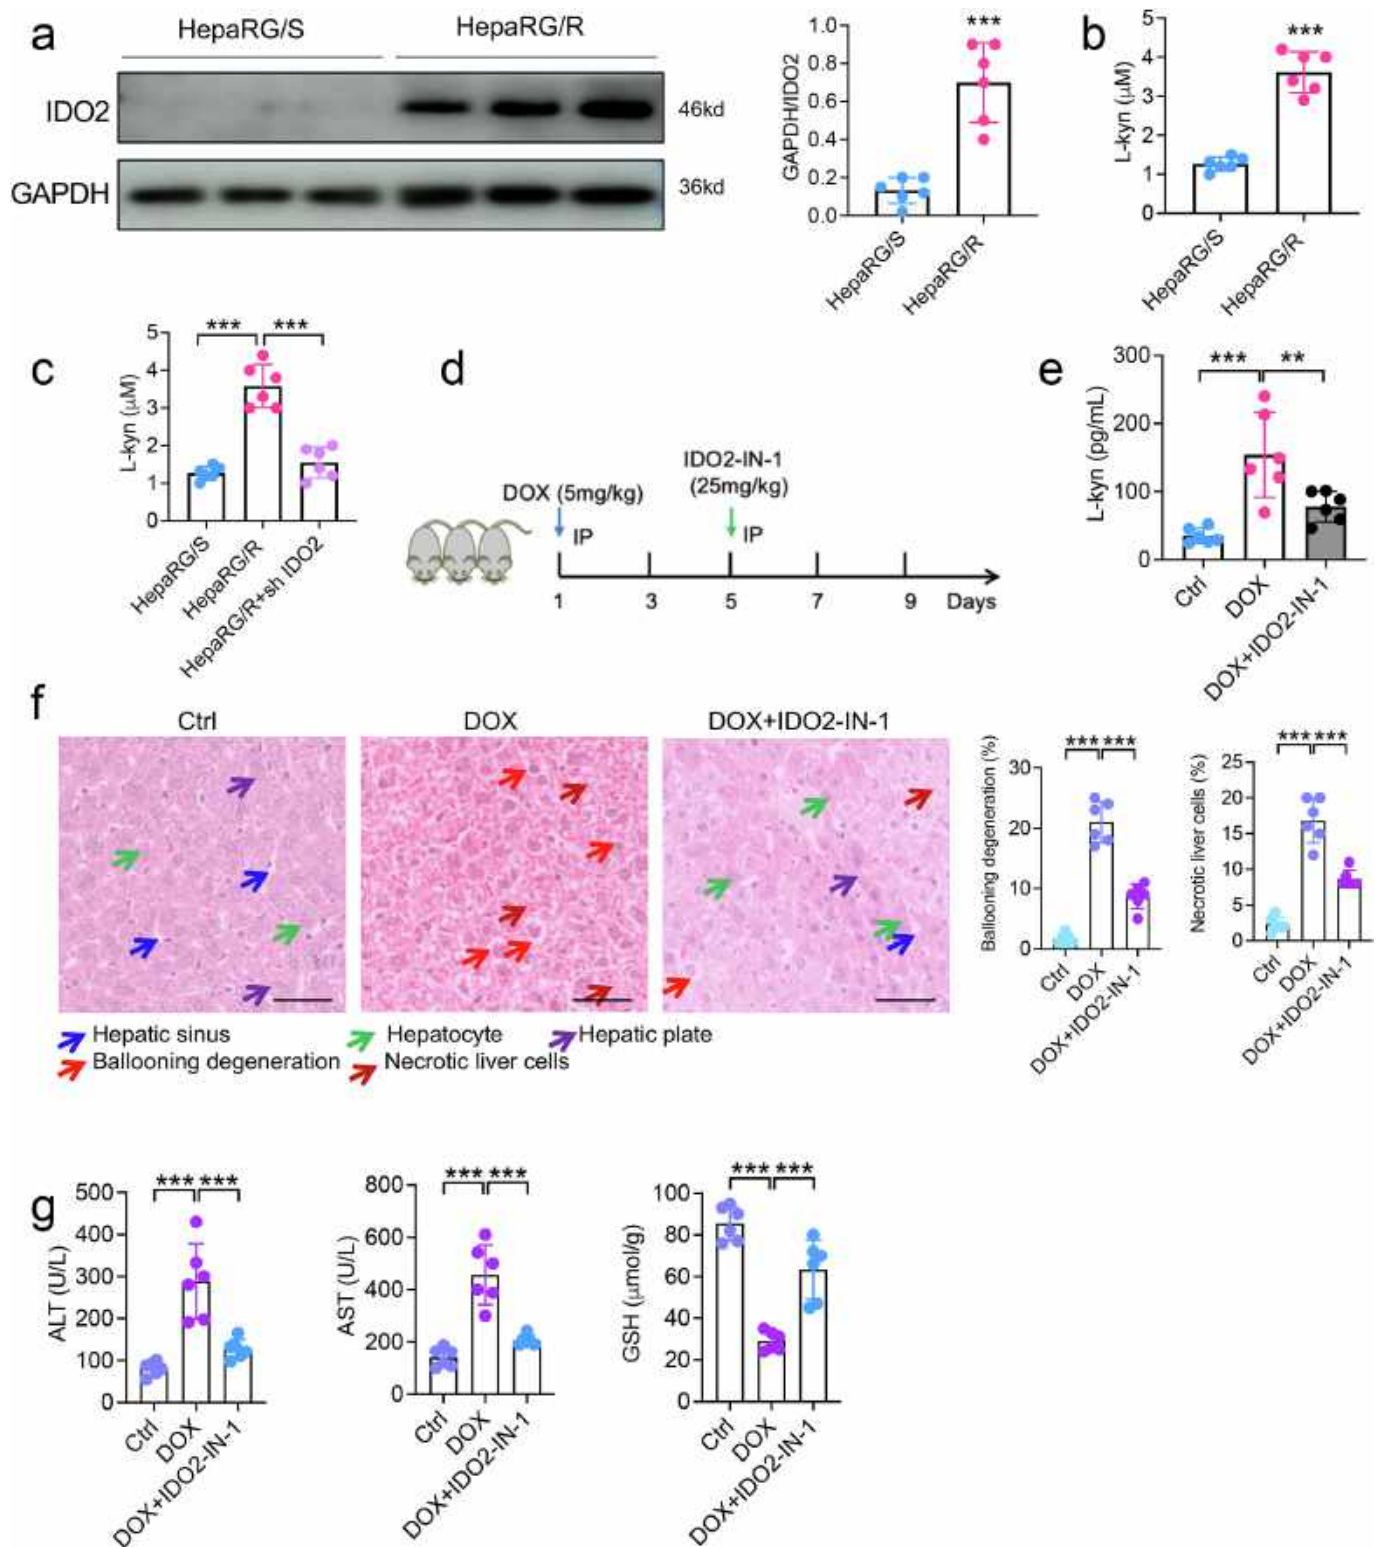 a
HepaRG/S
HepaRG/R
IDO2
46kd
GAPDH
36kd
GAPDH/IDO2
1.0
0.8
0.6
0.4
0.2
0.0
***
HepaRG/S
HepaRG/R
b
L-kyn (μM)
5
4
3
2
1
0
***
HepaRG/S
HepaRG/R
c
L-kyn (μM)
5
4
3
2
1
0
*** ***
HepaRG/S
HepaRG/R
HepaRG/R+sh IDO2
d
DOX (5mg/kg)
IP
IDO2-IN-1
(25mg/kg)
IP
1 3 5 7 9 Days
e
L-kyn (pg/mL)
300
200
100
0
*** **
Ctrl
DOX
DOX+IDO2-IN-1
f
Ctrl
DOX
DOX+IDO2-IN-1
Hepatic sinus
Hepatocyte
Hepatic plate
Ballooning degeneration
Necrotic liver cells
Ballooning degeneration (%)
30
20
10
0
*** ***
Ctrl
DOX
DOX+IDO2-IN-1
Necrotic liver cells (%)
25
20
15
10
5
0
*** ***
Ctrl
DOX
DOX+IDO2-IN-1
g
ALT (U/L)
500
400
300
200
100
0
*** ***
Ctrl
DOX
DOX+IDO2-IN-1
AST (U/L)
800
600
400
200
0
*** ***
Ctrl
DOX
DOX+IDO2-IN-1
GSH (μmol/g)
100
80
60
40
20
0
*** ***
Ctrl
DOX
DOX+IDO2-IN-1